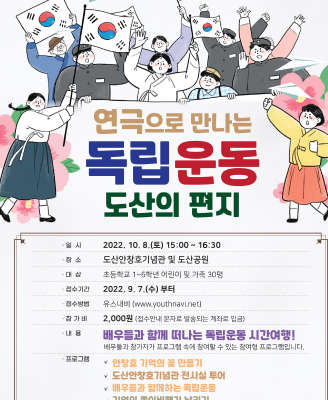 연극으로 만나는
독립운동
도산의 편지
· 일 시 2022. 10. 8.(토) 15:00 ~ 16:30
· 장 소 도산안창호기념관 및 도산공원
· 대 상 초등학교 1~6학년 어린이 및 가족 30명
· 접수기간 2022. 9. 7.(수) 부터
· 접수방법 유스내비 (www.youthnavi.net)
· 참 가 비 2,000원 (접수안내 문자로 발송되는 계좌로 입금)
· 내 용 배우들과 함께 떠나는 독립운동 시간여행!
배우들과 참가자가 프로그램 속에 참여할 수 있는 참여형 프로그램입니다.
· 프로그램 ✓ 안창호 기억의 꽃 만들기
✓ 도산안창호기념관 전시실 투어
✓ 배우들과 함께하는 독립운동